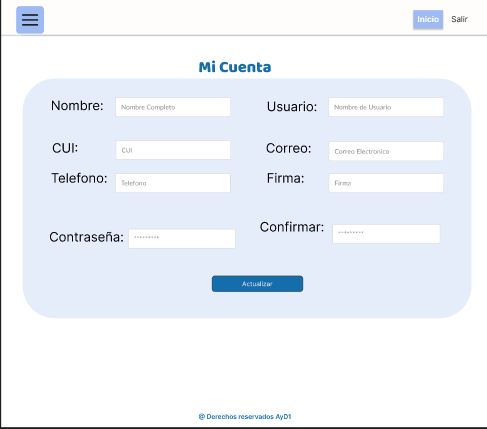 Inicio Salir
Mi Cuenta
Nombre: Nombre Completo Usuario: Nombre de Usuario
CUI: CUI Correo: Correo Electronico
Telefono: Telefono Firma: Firma
Contraseña: ********* Confirmar: *********
Actualizar
@ Derechos reservados AyD1